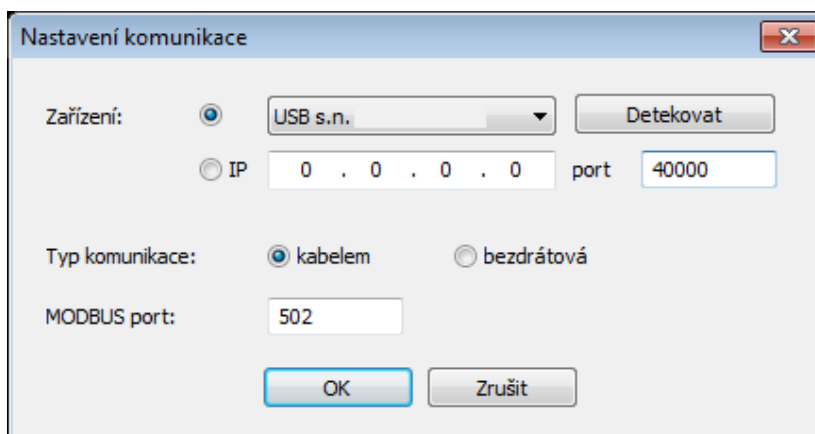 Nastavení komunikace
Zařízení: USB s.n. Detekovat
IP 0 . 0 . 0 . 0 port 40000
Typ komunikace: kabelem bezdrátová
MODBUS port: 502
OK Zrušit